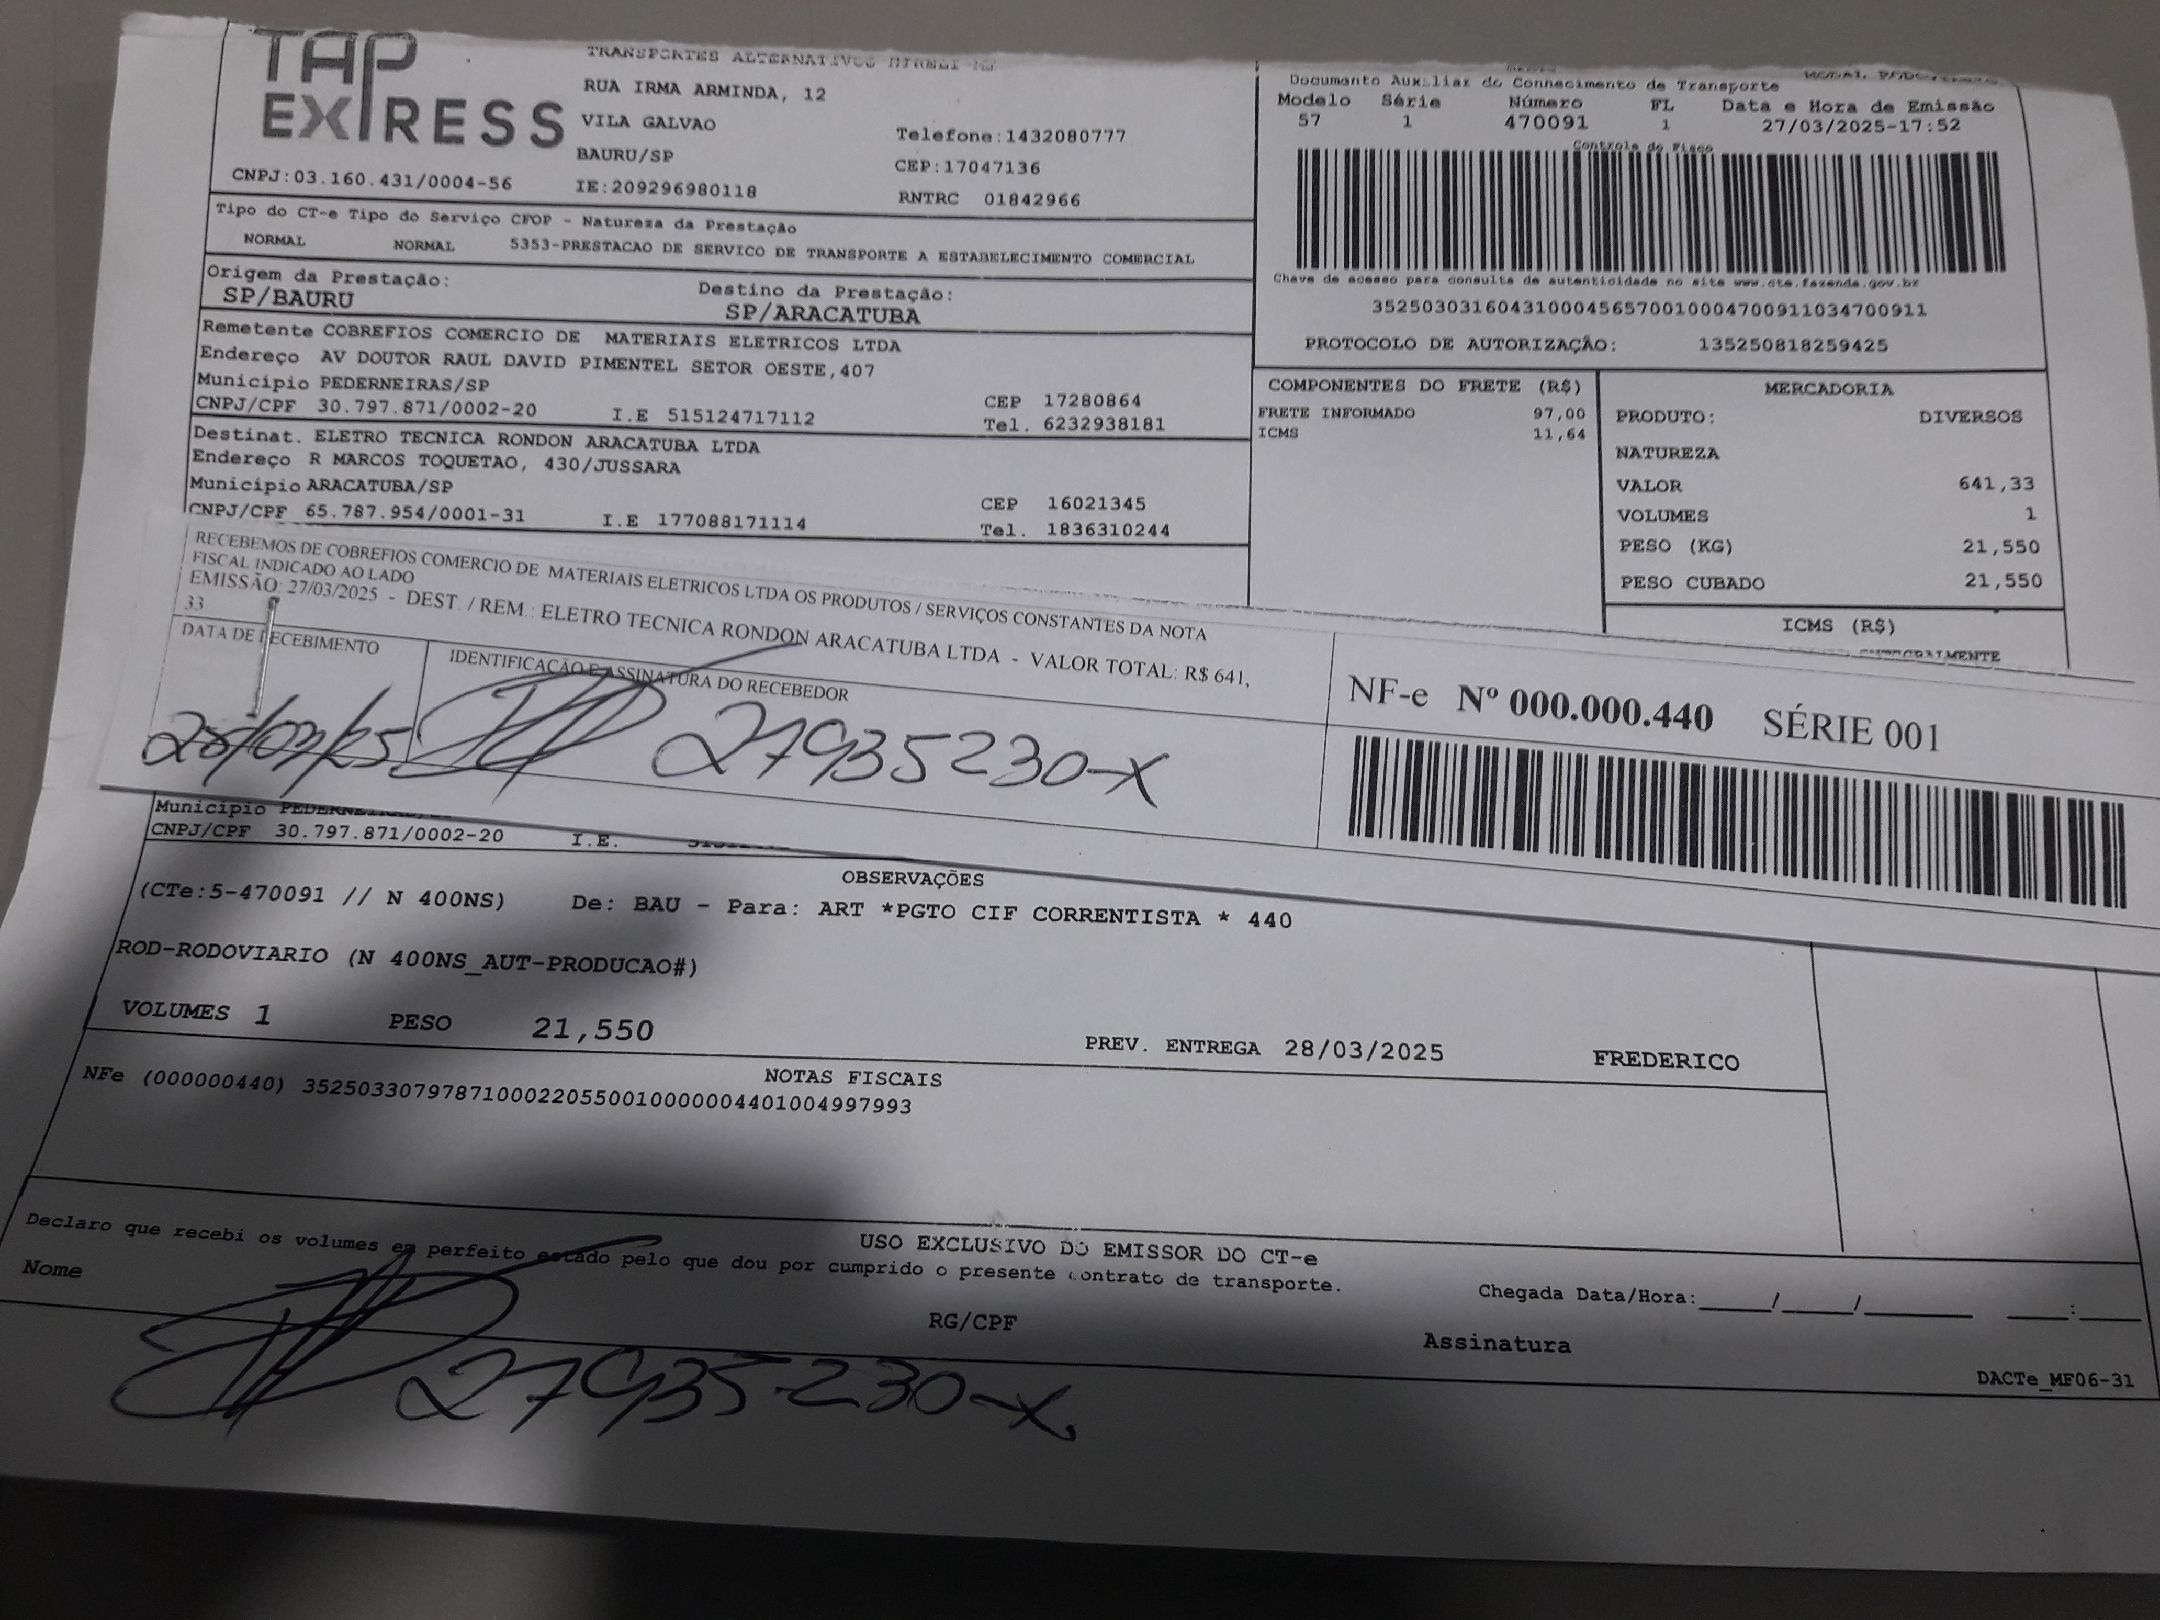 TAP
EXPRESS
TRANSPORTES ALTERNATIVOS
RUA IRMA ARMINDA, 12
VILA GALVAO
BAURU/SP
Telefone:1432080777
CEP:17047136
CNPJ:03.160.431/0004-56
IE:209296980118
RNTRC 01842966
Documento Auxiliar do Conhecimento de Transporte
Modelo Série Número FL Data e Hora de Emissão
57 1 470091 1 27/03/2025-17:52
Controle do Fisco
Chave de acesso para consulta de autenticidade no site www.cte.fazenda.gov.br
35250303160431000456570010004700911034700911
PROTOCOLO DE AUTORIZAÇÃO: 135250818259425
Tipo do CT-e Tipo do Serviço CFOP - Natureza da Prestação
NORMAL NORMAL 5353-PRESTACAO DE SERVICO DE TRANSPORTE A ESTABELECIMENTO COMERCIAL
Origem da Prestação: Destino da Prestação:
SP/BAURU SP/ARACATUBA
Remetente COBREFIOS COMERCIO DE MATERIAIS ELETRICOS LTDA
Endereço AV DOUTOR RAUL DAVID PIMENTEL SETOR OESTE,407
Município PEDERNEIRAS/SP CEP 17280864
CNPJ/CPF 30.797.871/0002-20 I.E 515124717112 Tel. 6232938181
Destinat. ELETRO TECNICA RONDON ARACATUBA LTDA
Endereço R MARCOS TOQUETAO, 430/JUSSARA
Município ARACATUBA/SP CEP 16021345
CNPJ/CPF 65.787.954/0001-31 I.E 177088171114 Tel. 1836310244
COMPONENTES DO FRETE (R$)
FRETE INFORMADO 97,00
ICMS 11,64
MERCADORIA
PRODUTO: DIVERSOS
NATUREZA
VALOR 641,33
VOLUMES 1
PESO (KG) 21,550
PESO CUBADO 21,550
ICMS (R$)
RECEBEMOS DE COBREFIOS COMERCIO DE MATERIAIS ELETRICOS LTDA OS PRODUTOS / SERVIÇOS CONSTANTES DA NOTA
FISCAL INDICADO AO LADO
EMISSÃO: 27/03/2025 - DEST. / REM.: ELETRO TECNICA RONDON ARACATUBA LTDA - VALOR TOTAL: R$ 641,
33
DATA DE RECEBIMENTO IDENTIFICAÇÃO E ASSINATURA DO RECEBEDOR
28/03/25 27935230-X
NF-e Nº 000.000.440 SÉRIE 001
Município PEDERNEIRAS
CNPJ/CPF 30.797.871/0002-20 I.E.
OBSERVAÇÕES
(CTe:5-470091 // N 400NS) De: BAU - Para: ART *PGTO CIF CORRENTISTA * 440
ROD-RODOVIARIO (N 400NS_AUT-PRODUCAO#)
VOLUMES 1 PESO 21,550 PREV. ENTREGA 28/03/2025 FREDERICO
NOTAS FISCAIS
NFe (000000440) 35250330797871000220550010000004401004997993
USO EXCLUSIVO DO EMISSOR DO CT-e
Declaro que recebi os volumes em perfeito estado pelo que dou por cumprido o presente contrato de transporte.
Nome RG/CPF Assinatura
Chegada Data/Hora:____/____/______ ____:____
27935230-X
DACTe_MF06-31